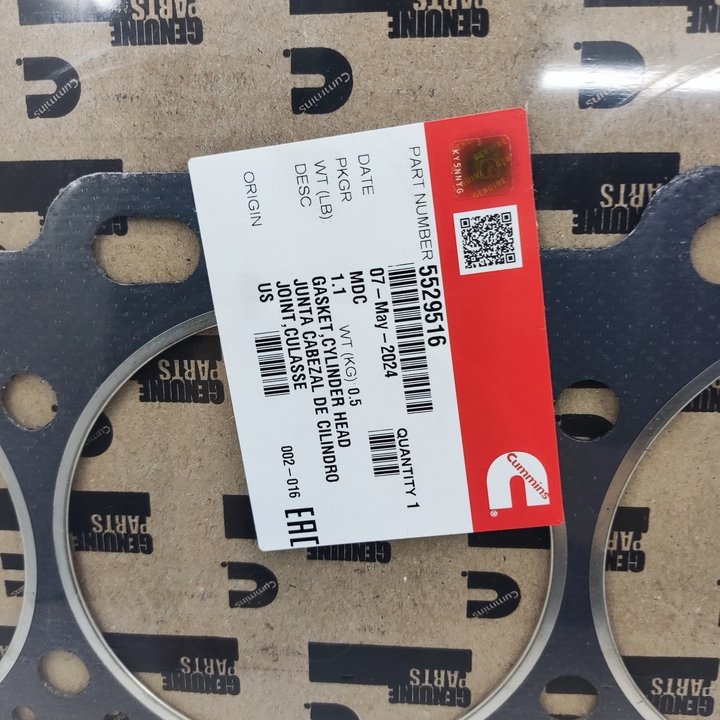 PART NUMBER 5529516
DATE 07-May-2024 QUANTITY 1
PKGR MDC
WT (LB): 1.1 WT (KG) 0.5
DESC GASKET,CYLINDER HEAD
JUNTA CABEZAL DE CILINDRO
JOINT,CULASSE
ORIGIN US
002-016
EAC
KY5NNYG
GENUINE
Cummins
GENUINE
PARTS
Cummins